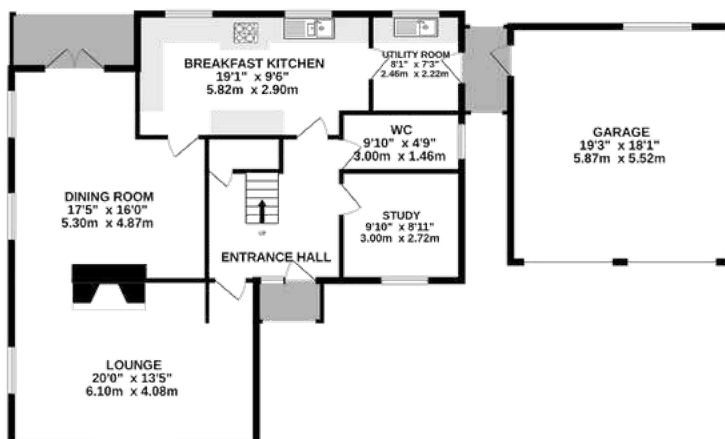 BREAKFAST KITCHEN
19'1" x 9'6"
5.82m x 2.90m
UTILITY ROOM
8'1" x 7'3"
2.46m x 2.22m
WC
9'10" x 4'9"
3.00m x 1.46m
GARAGE
19'3" x 18'1"
5.87m x 5.52m
DINING ROOM
17'5" x 16'0"
5.30m x 4.87m
STUDY
9'10" x 8'11"
3.00m x 2.72m
UP
ENTRANCE HALL
LOUNGE
20'0" x 13'5"
6.10m x 4.08m